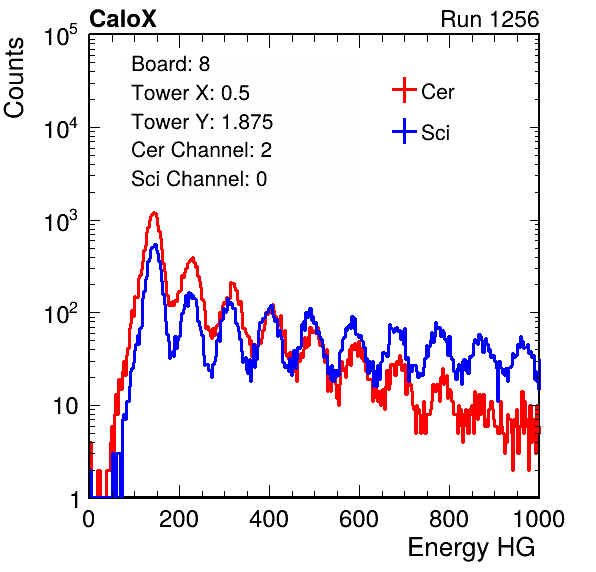 CaloX Run 1256
Counts
10^5
10^4
10^3
10^2
10
1
Board: 8
Tower X: 0.5
Tower Y: 1.875
Cer Channel: 2
Sci Channel: 0
Cer
Sci
0 200 400 600 800 1000
Energy HG